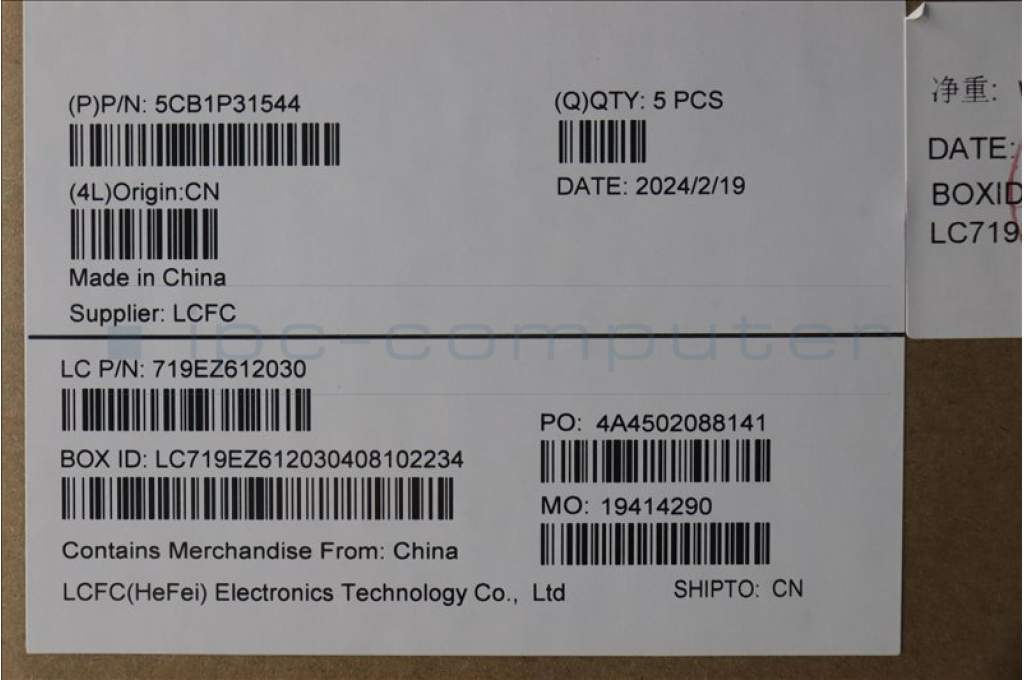 (P)P/N: 5CB1P31544
(Q)QTY: 5 PCS
(4L)Origin:CN
DATE: 2024/2/19
Made in China
Supplier: LCFC
ipc-computer
LC P/N: 719EZ612030
PO: 4A4502088141
BOX ID: LC719EZ612030408102234
MO: 19414290
Contains Merchandise From: China
LCFC(HeFei) Electronics Technology Co., Ltd
SHIPTO: CN
净重:
DATE:
BOXID
LC719